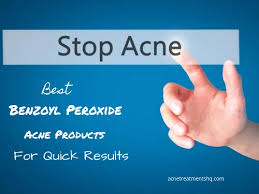 Stop Acne
Best
Benzoyl Peroxide
Acne Products
For Quick Results
acnetreatmentshq.com